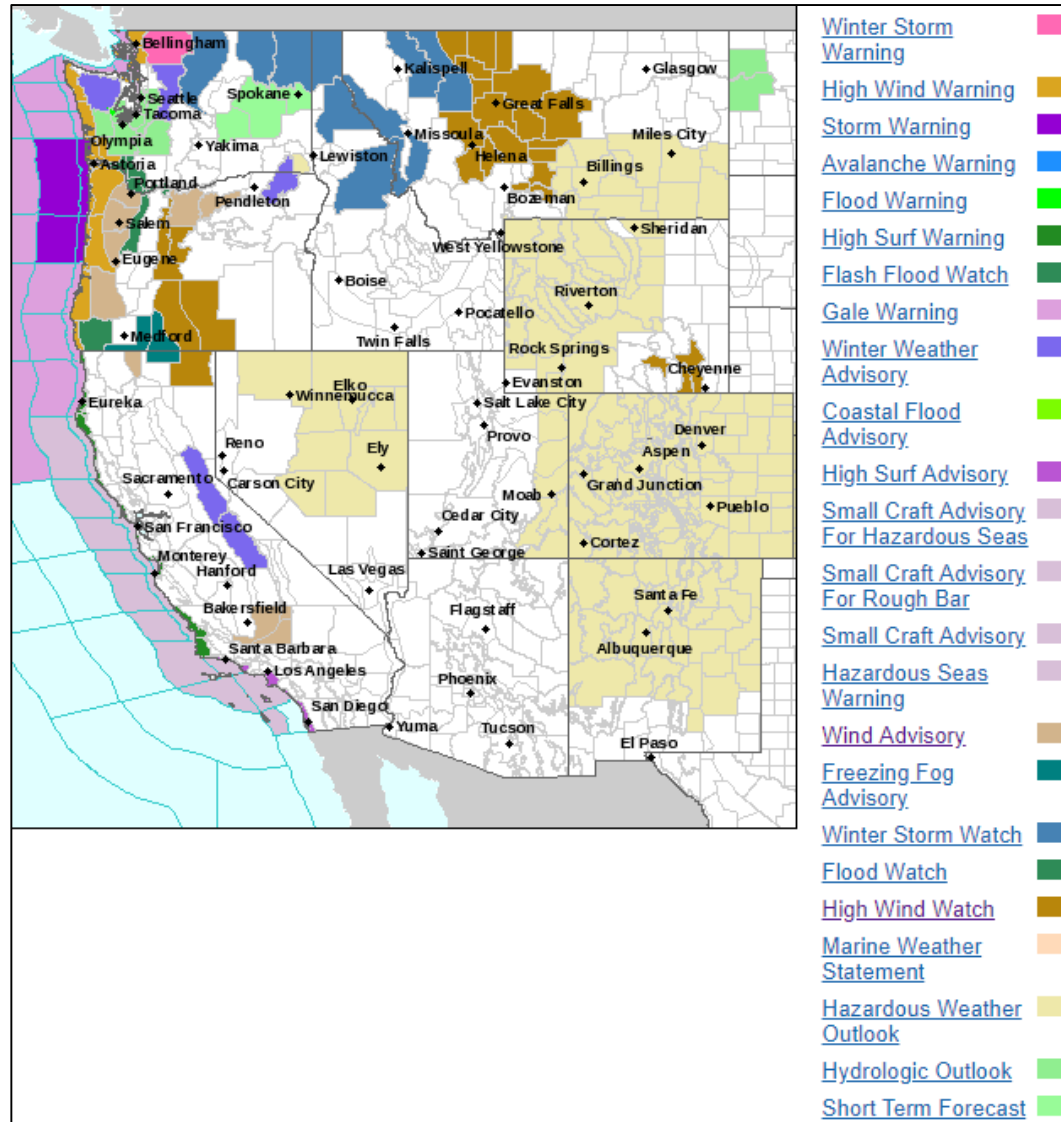 Bellingham
Kalispell
Glasgow
Seattle
Spokane
Great Falls
Tacoma
Olympia
Yakima
Missoula
Miles City
Helena
Lewiston
Astoria
Billings
Portland
Pendleton
Bozeman
Salem
Sheridan
West Yellowstone
Eugene
Boise
Riverton
Pocatello
Medford
Twin Falls
Rock Springs
Cheyenne
Elko
Evanston
Winnemucca
Eureka
Salt Lake City
Provo
Denver
Reno
Ely
Aspen
Sacramento
Carson City
Grand Junction
Moab
Pueblo
San Francisco
Cedar City
Cortez
Saint George
Monterey
Hanford
Las Vegas
Bakersfield
Flagstaff
Santa Fe
Albuquerque
Santa Barbara
Los Angeles
Phoenix
San Diego
Yuma
Tucson
El Paso
Winter Storm
Warning
High Wind Warning
Storm Warning
Avalanche Warning
Flood Warning
High Surf Warning
Flash Flood Watch
Gale Warning
Winter Weather
Advisory
Coastal Flood
Advisory
High Surf Advisory
Small Craft Advisory
For Hazardous Seas
Small Craft Advisory
For Rough Bar
Small Craft Advisory
Hazardous Seas
Warning
Wind Advisory
Freezing Fog
Advisory
Winter Storm Watch
Flood Watch
High Wind Watch
Marine Weather
Statement
Hazardous Weather
Outlook
Hydrologic Outlook
Short Term Forecast